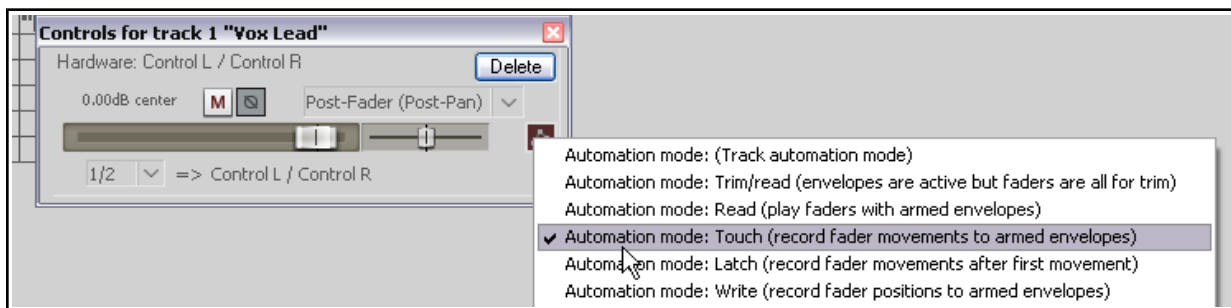 Controls for track 1 "Vox Lead"
Hardware: Control L / Control R
Delete
0.00dB center
M
Post-Fader (Post-Pan)
1/2 => Control L / Control R
Automation mode: (Track automation mode)
Automation mode: Trim/read (envelopes are active but faders are all for trim)
Automation mode: Read (play faders with armed envelopes)
Automation mode: Touch (record fader movements to armed envelopes)
Automation mode: Latch (record fader movements after first movement)
Automation mode: Write (record fader positions to armed envelopes)